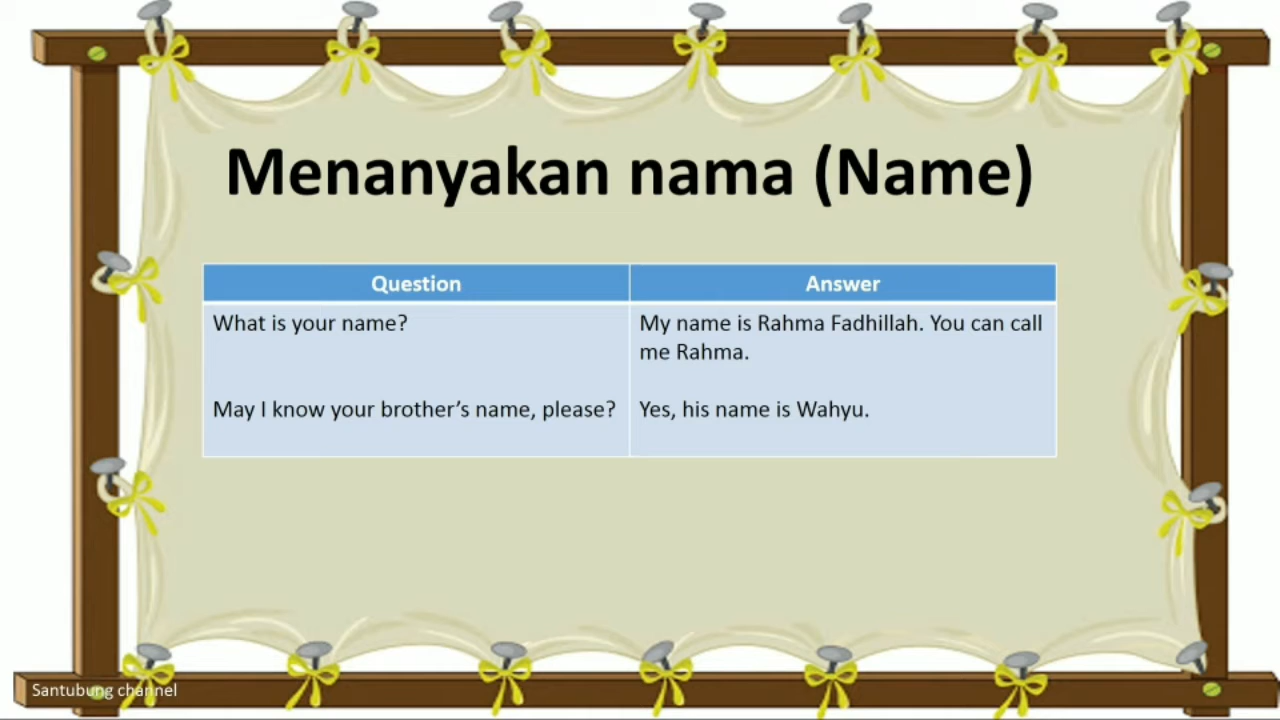 Menanyakan nama (Name)
Question
Answer
What is your name?
My name is Rahma Fadhillah. You can call
me Rahma.
May I know your brother’s name, please?
Yes, his name is Wahyu.
Santubung channel